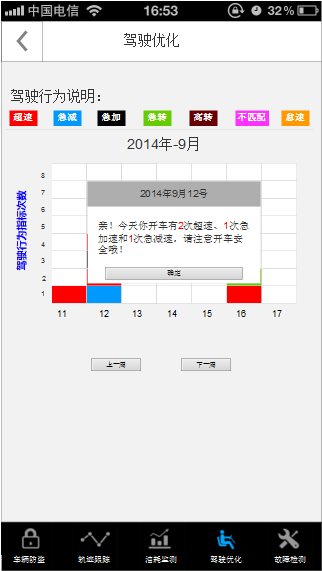 中国电信 16:53 32%
驾驶优化
驾驶行为说明：
超速 急减 急加 急转 高转 不匹配 怠速
2014年-9月
驾驶行为指标次数
8
7
6
5
4
3
2
1
2014年9月12号
亲！今天你开车有2次超速、1次急
加速和1次急减速，请注意开车安
全哦！
确定
11 12 13 14 15 16 17
上一周 下一周
车辆防盗 轨迹跟踪 油耗监测 驾驶优化 故障检测